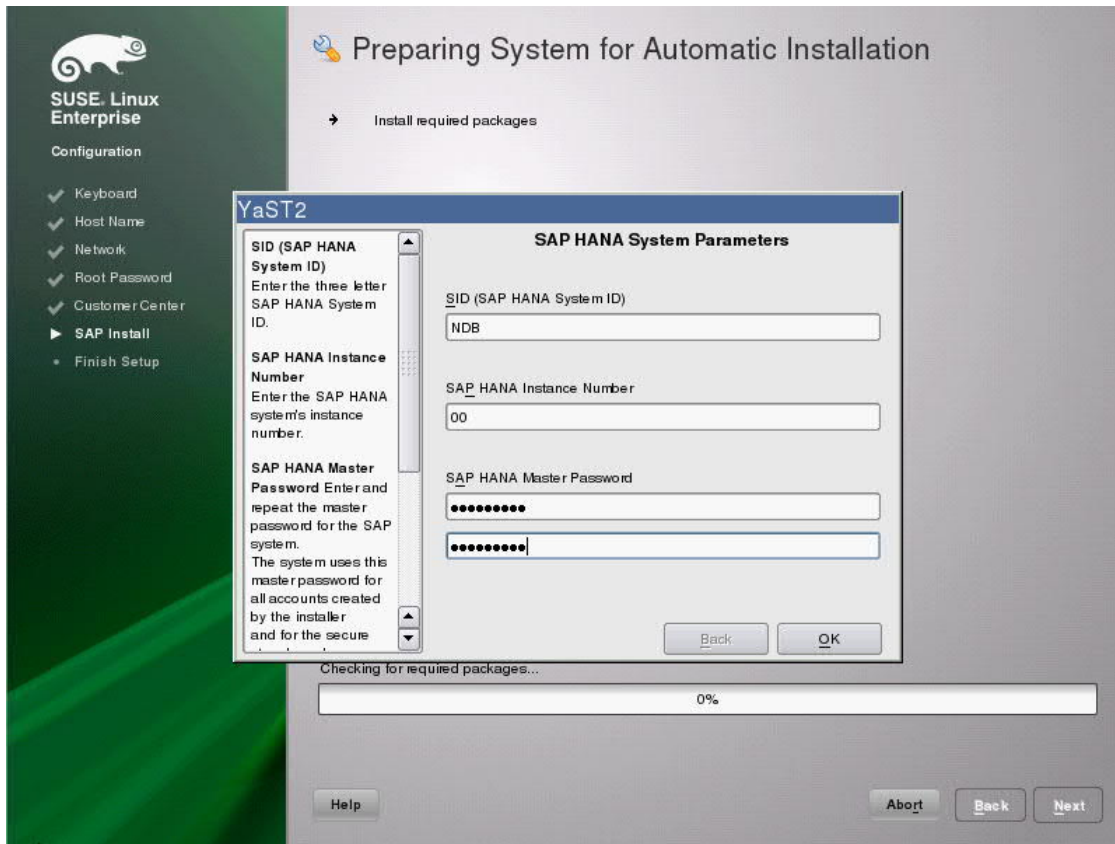 SUSE. Linux
Enterprise
Configuration
Keyboard
Host Name
Network
Root Password
Customer Center
SAP Install
Finish Setup
Preparing System for Automatic Installation
Install required packages
YaST2
SID (SAP HANA
System ID)
Enter the three letter
SAP HANA System
ID.
SAP HANA Instance
Number
Enter the SAP HANA
system's instance
number.
SAP HANA Master
Password Enter and
repeat the master
password for the SAP
system.
The system uses this
master password for
all accounts created
by the installer
and for the secure
SAP HANA System Parameters
SID (SAP HANA System ID)
NDB
SAP HANA Instance Number
00
SAP HANA Master Password
●●●●●●●●●
●●●●●●●●●
Back
OK
Checking for required packages...
0%
Help
Abort
Back
Next